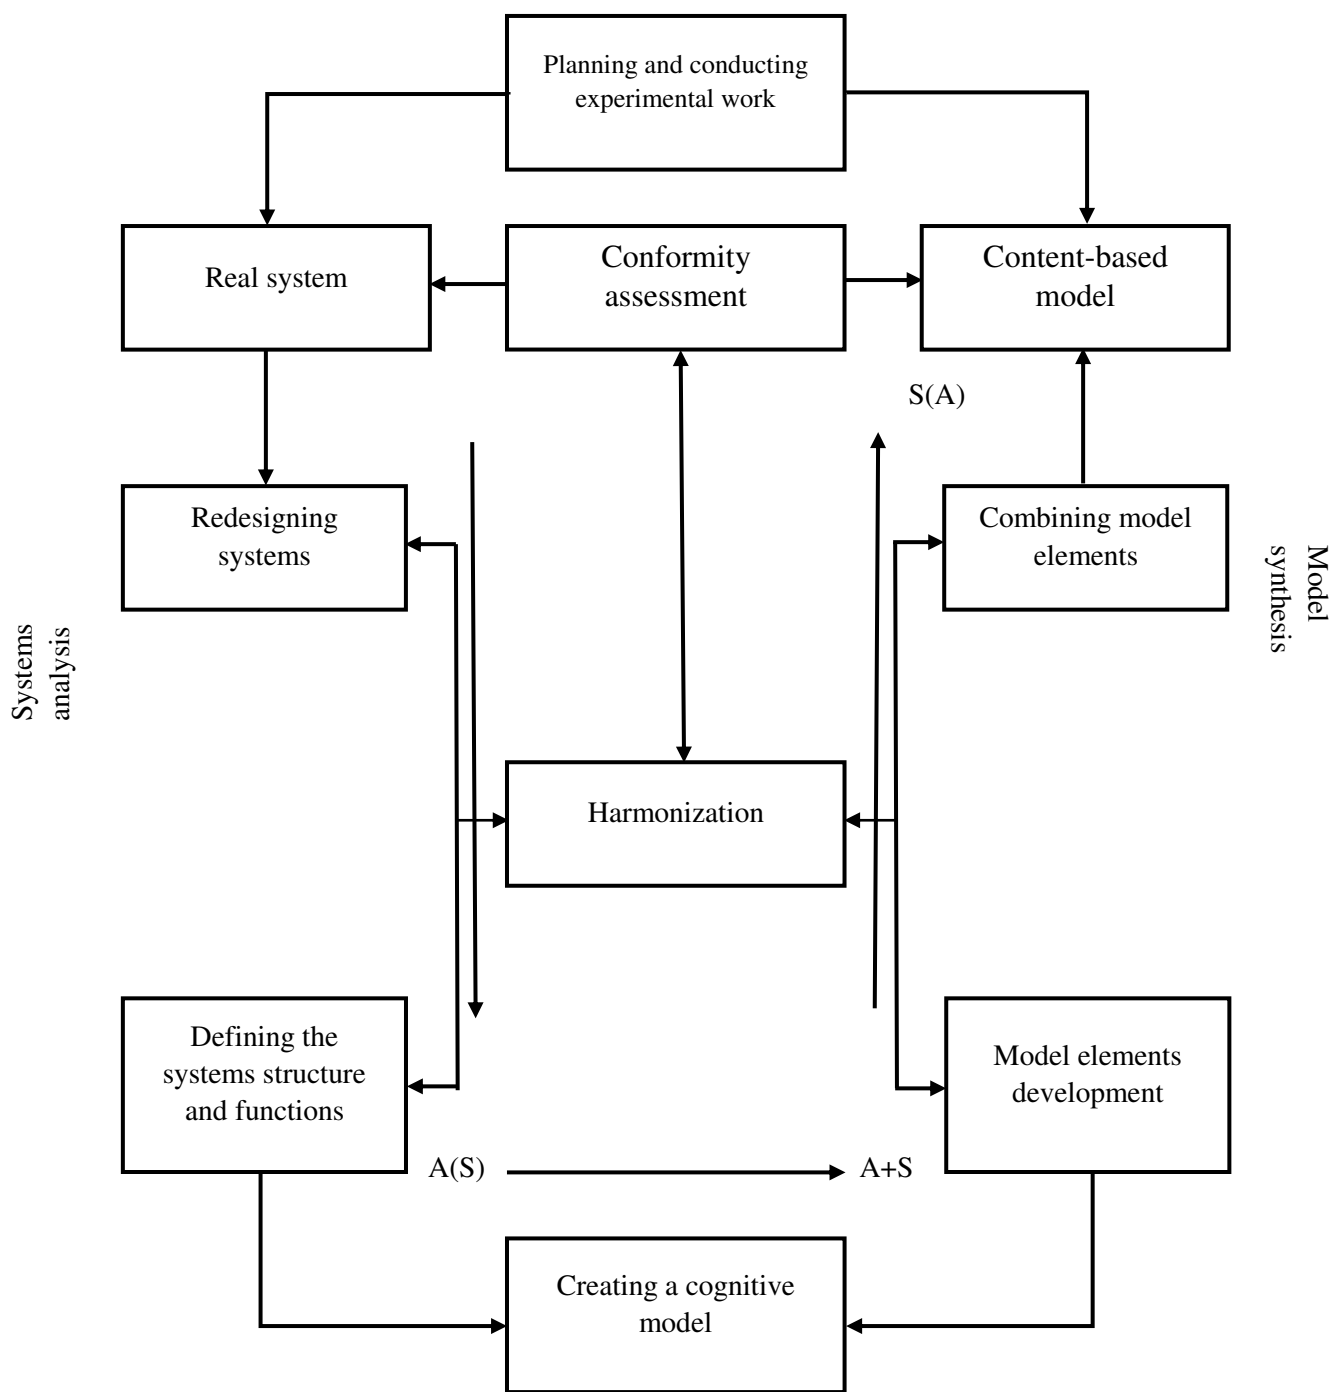 Planning and conducting
experimental work
Real system
Conformity
assessment
Content-based
model
S(A)
Redesigning
systems
Combining model
elements
Model
synthesis
Systems
analysis
Harmonization
Defining the
systems structure
and functions
Model elements
development
A(S)
A+S
Creating a cognitive
model